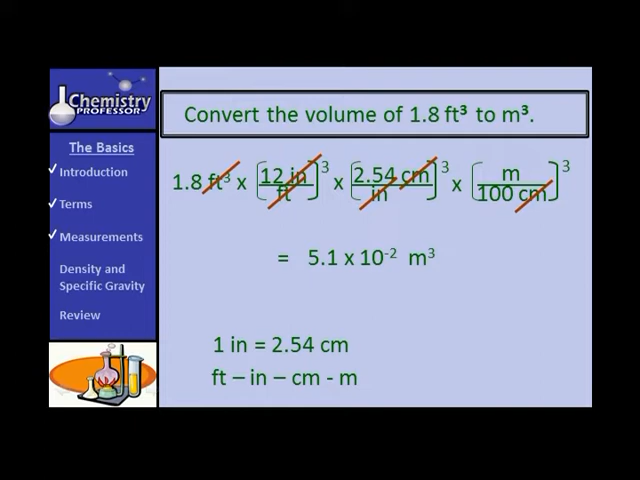 Chemistry
PROFESSOR
The Basics
✓ Introduction
✓ Terms
✓ Measurements
Density and
Specific Gravity
Review
Convert the volume of 1.8 ft³ to m³.
1.8 ft³ x [12 in / ft]³ x [2.54 cm / in]³ x [m / 100 cm]³
= 5.1 x 10⁻² m³
1 in = 2.54 cm
ft – in – cm - m